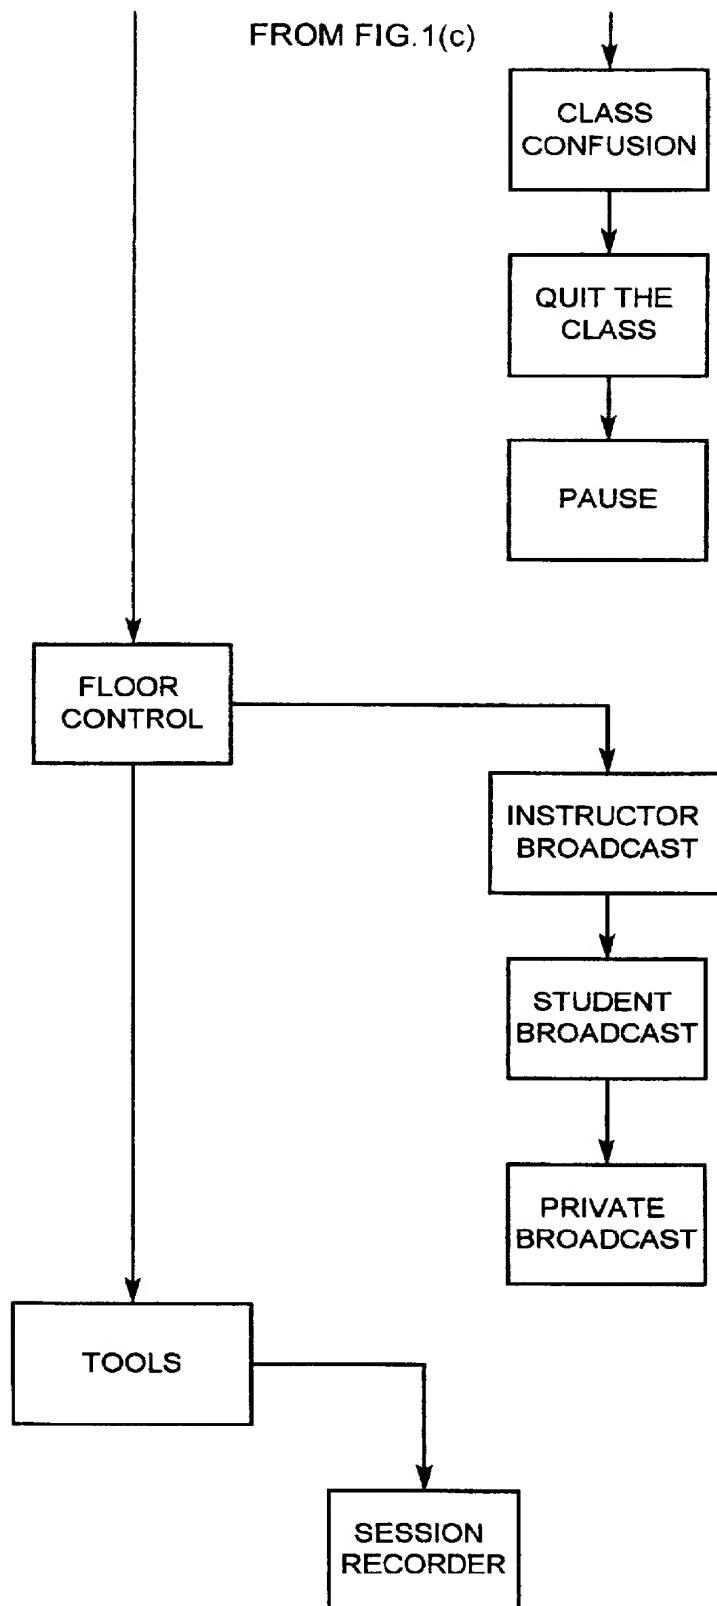 FROM FIG.1(c)
CLASS
CONFUSION
QUIT THE
CLASS
PAUSE
FLOOR
CONTROL
INSTRUCTOR
BROADCAST
STUDENT
BROADCAST
PRIVATE
BROADCAST
TOOLS
SESSION
RECORDER